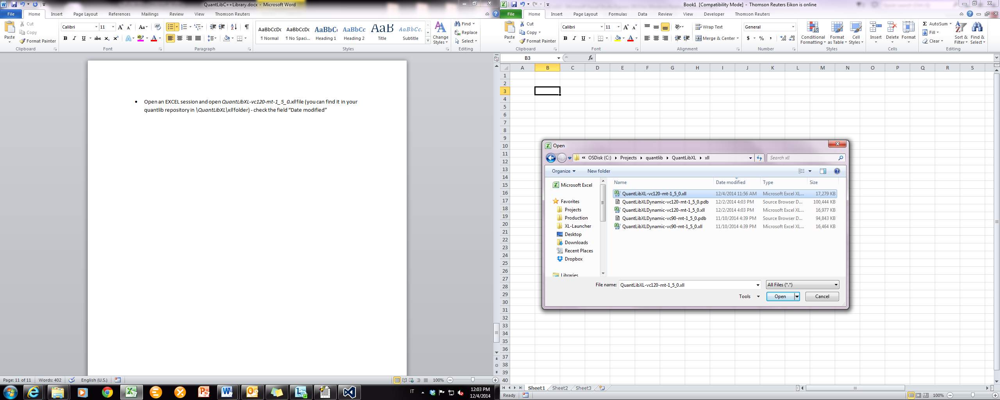 QuantLibC++Library.docx - Microsoft Word
File Home Insert Page Layout References Mailings Review View Thomson Reuters
Cut
Copy
Paste
Format Painter
Clipboard
Calibri 11
Font
Paragraph
AaBbCcDc AaBbCcDc AaBbCc AaBbCc AaB AaBbCc.
¶ Normal ¶ No Spaci... Heading 1 Heading 2 Title Subtitle
Change Styles
Styles
Find
Replace
Select
Editing
• Open an EXCEL session and open QuantLibXL-vc120-mt-1_5_0.xll file (you can find it in your
quantlib repository in \QuantLibXL\xll folder) - check the field “Date modified”
Page: 11 of 11 Words: 402 English (U.S.) 100%
IT 12:03 PM
12/4/2014
Book1 [Compatibility Mode] - Thomson Reuters Eikon is online
File Home Insert Page Layout Formulas Data Review View Developer Thomson Reuters
Cut
Copy
Paste
Format Painter
Clipboard
Calibri 11
Font
Wrap Text
Merge & Center
Alignment
General
$ % ,
Number
Conditional Formatting Format as Table Cell Styles
Styles
Insert Delete Format
Cells
AutoSum
Fill
Clear
Sort & Filter Find & Select
Editing
B3 fx
A B C D E F G H I J K L M N O P Q R S
1
2
3
4
5
6
7
8
9
10
11
12
13
14
15
16
17
18
19
20
21
22
23
24
25
26
27
28
29
30
31
32
33
34
35
36
37
38
39
40
Open
« OSDisk (C:) Projects quantlib QuantLibXL xll
Search xll
Organize New folder
Microsoft Excel
Favorites
Projects
Production
XL-Launcher
Desktop
Downloads
Recent Places
Dropbox
Libraries
Name Date modified Type Size
QuantLibXL-vc120-mt-1_5_0.xll 12/4/2014 11:56 AM Microsoft Excel XL... 17,279 KB
QuantLibXLDynamic-vc120-mt-1_5_0.pdb 12/2/2014 4:03 PM Source Browser D... 100,444 KB
QuantLibXLDynamic-vc120-mt-1_5_0.xll 12/2/2014 4:03 PM Microsoft Excel XL... 16,977 KB
QuantLibXLDynamic-vc90-mt-1_5_0.pdb 11/10/2014 4:39 PM Source Browser D... 94,843 KB
QuantLibXLDynamic-vc90-mt-1_5_0.xll 11/10/2014 4:39 PM Microsoft Excel XL... 16,464 KB
File name: QuantLibXL-vc120-mt-1_5_0.xll All Files (*.*)
Tools Open Cancel
Sheet1 Sheet2 Sheet3
Ready 100%